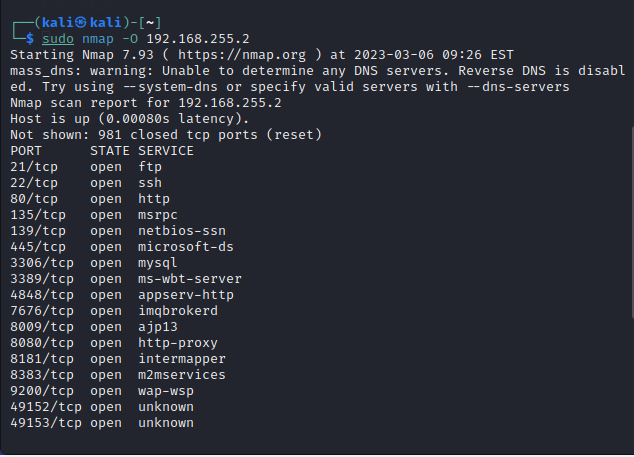 ┌──(kali㉿kali)-[~]
└─$ sudo nmap -O 192.168.255.2
Starting Nmap 7.93 ( https://nmap.org ) at 2023-03-06 09:26 EST
mass_dns: warning: Unable to determine any DNS servers. Reverse DNS is disabl
ed. Try using --system-dns or specify valid servers with --dns-servers
Nmap scan report for 192.168.255.2
Host is up (0.00080s latency).
Not shown: 981 closed tcp ports (reset)
PORT      STATE SERVICE
21/tcp    open  ftp
22/tcp    open  ssh
80/tcp    open  http
135/tcp   open  msrpc
139/tcp   open  netbios-ssn
445/tcp   open  microsoft-ds
3306/tcp  open  mysql
3389/tcp  open  ms-wbt-server
4848/tcp  open  appserv-http
7676/tcp  open  imqbrokerd
8009/tcp  open  ajp13
8080/tcp  open  http-proxy
8181/tcp  open  intermapper
8383/tcp  open  m2mservices
9200/tcp  open  wap-wsp
49152/tcp open  unknown
49153/tcp open  unknown